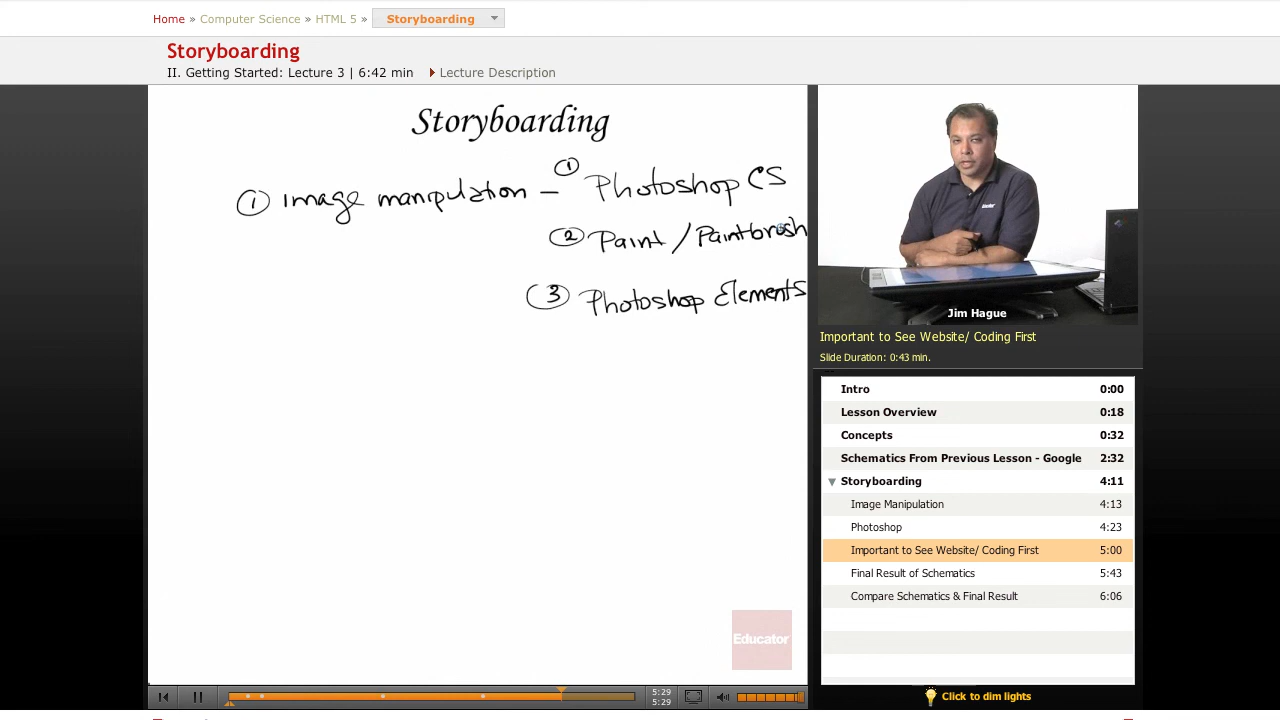 Home » Computer Science » HTML 5 » Storyboarding
Storyboarding
II. Getting Started: Lecture 3 | 6:42 min Lecture Description
Storyboarding
① Image manipulation – ① Photoshop CS
② Paint / Paintbrush
③ Photoshop Elements
Educator
Jim Hague
Important to See Website/ Coding First
Slide Duration: 0:43 min.
Intro 0:00
Lesson Overview 0:18
Concepts 0:32
Schematics From Previous Lesson - Google 2:32
Storyboarding 4:11
Image Manipulation 4:13
Photoshop 4:23
Important to See Website/ Coding First 5:00
Final Result of Schematics 5:43
Compare Schematics & Final Result 6:06
5:29
5:29
Click to dim lights